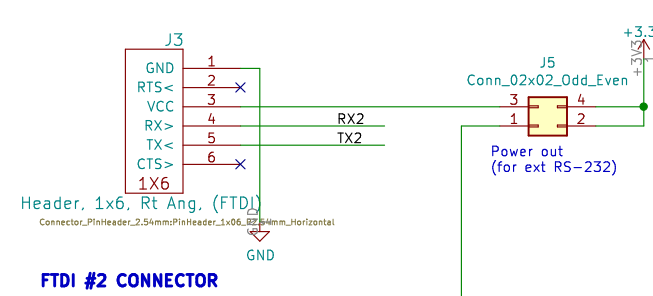 J3
GND 1
RTS< 2
VCC 3
RX> 4
TX< 5
CTS> 6
1X6
RX2
TX2
Header, 1x6, Rt Ang, (FTDI)
Connector_PinHeader_2.54mm:PinHeader_1x06_P2.54mm_Horizontal
GND
GND
FTDI #2 CONNECTOR
J5
Conn_02x02_Odd_Even
3 4
1 2
Power out
(for ext RS-232)
+3.3
+3V3
1